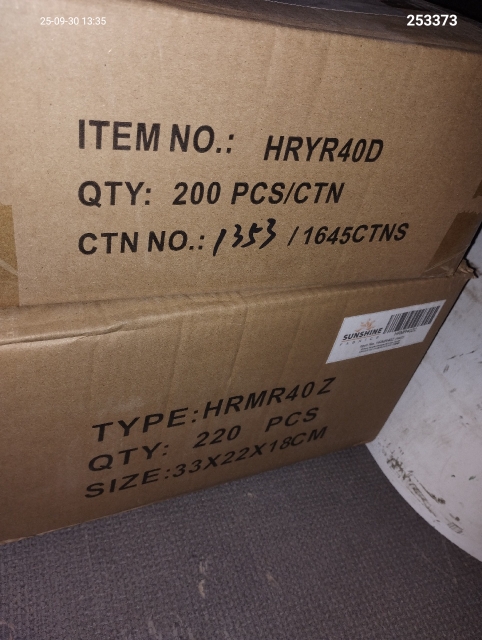 25-09-30 13:35
253373
ITEM NO.: HRYR40D
QTY: 200 PCS/CTN
CTN NO.: 1353 /1645CTNS
SUNSHINE
TYPE:HRMR40Z
QTY: 220 PCS
SIZE:33X22X18CM